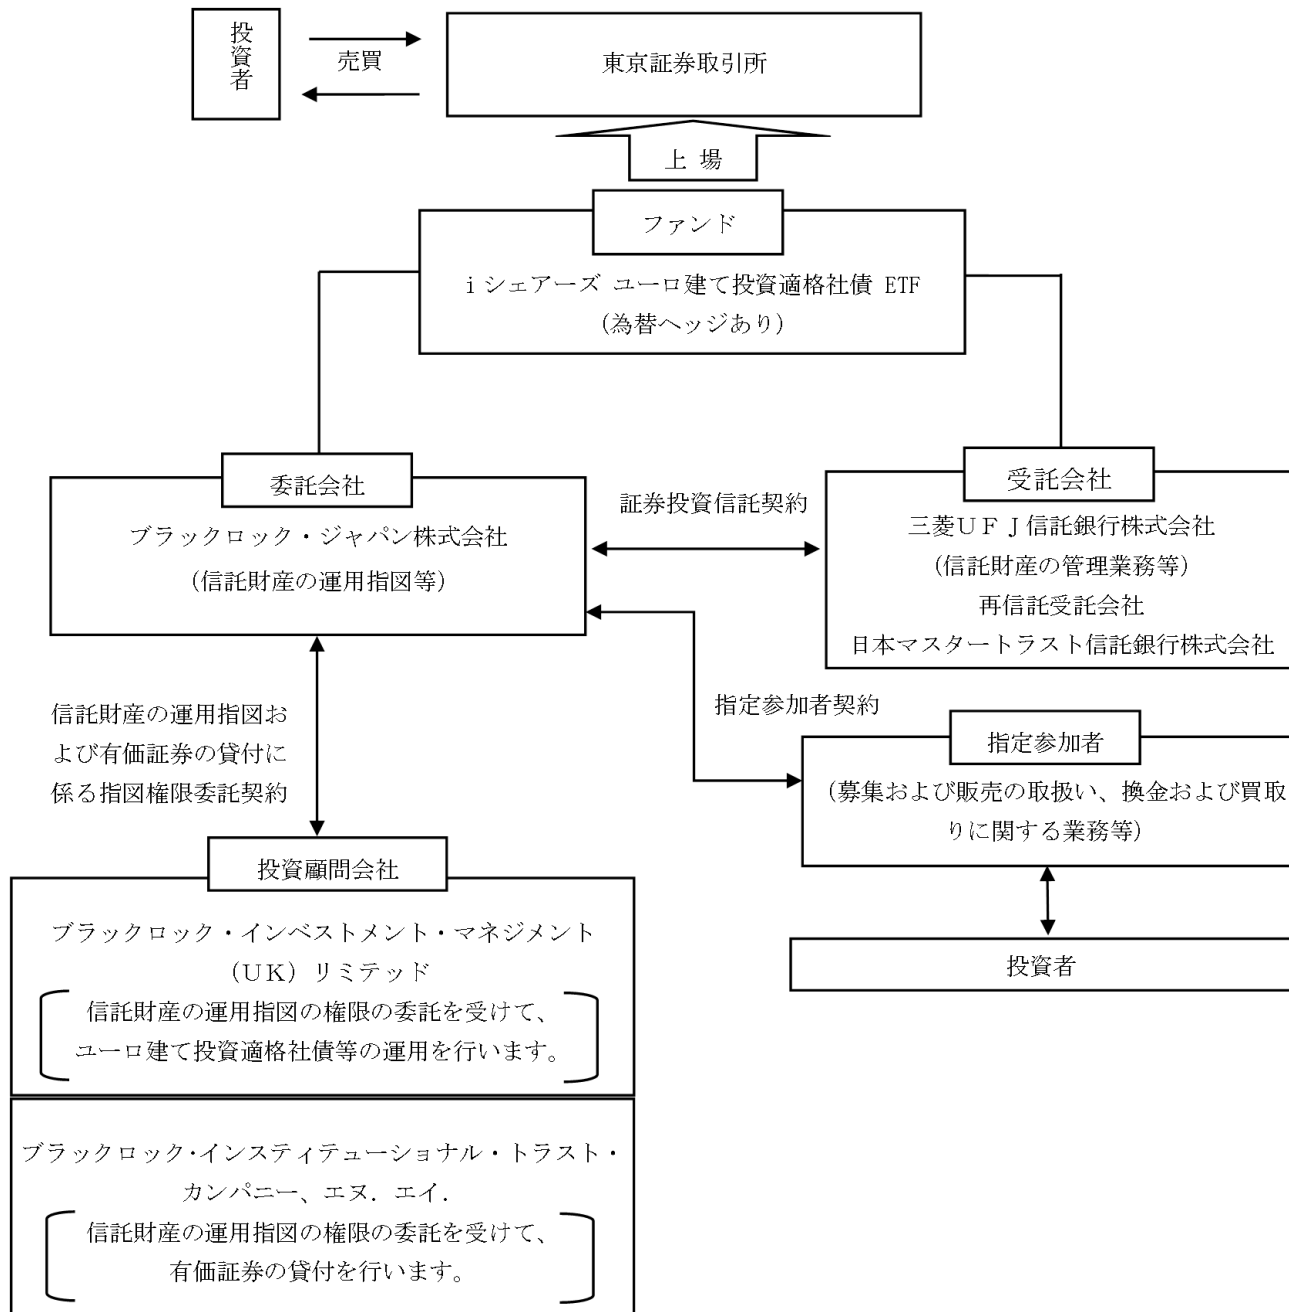 投資者
売買
東京証券取引所
上 場
ファンド
ｉシェアーズ ユーロ建て投資適格社債 ETF
(為替ヘッジあり)
委託会社
ブラックロック・ジャパン株式会社
(信託財産の運用指図等)
証券投資信託契約
受託会社
三菱ＵＦＪ信託銀行株式会社
(信託財産の管理業務等)
再信託受託会社
日本マスタートラスト信託銀行株式会社
信託財産の運用指図お
よび有価証券の貸付に
係る指図権限委託契約
指定参加者契約
指定参加者
(募集および販売の取扱い、換金および買取
りに関する業務等)
投資者
投資顧問会社
ブラックロック・インベストメント・マネジメント
（ＵＫ）リミテッド
信託財産の運用指図の権限の委託を受けて、
ユーロ建て投資適格社債等の運用を行います。
ブラックロック･インスティテューショナル・トラスト・
カンパニー、エヌ．エイ．
信託財産の運用指図の権限の委託を受けて、
有価証券の貸付を行います。